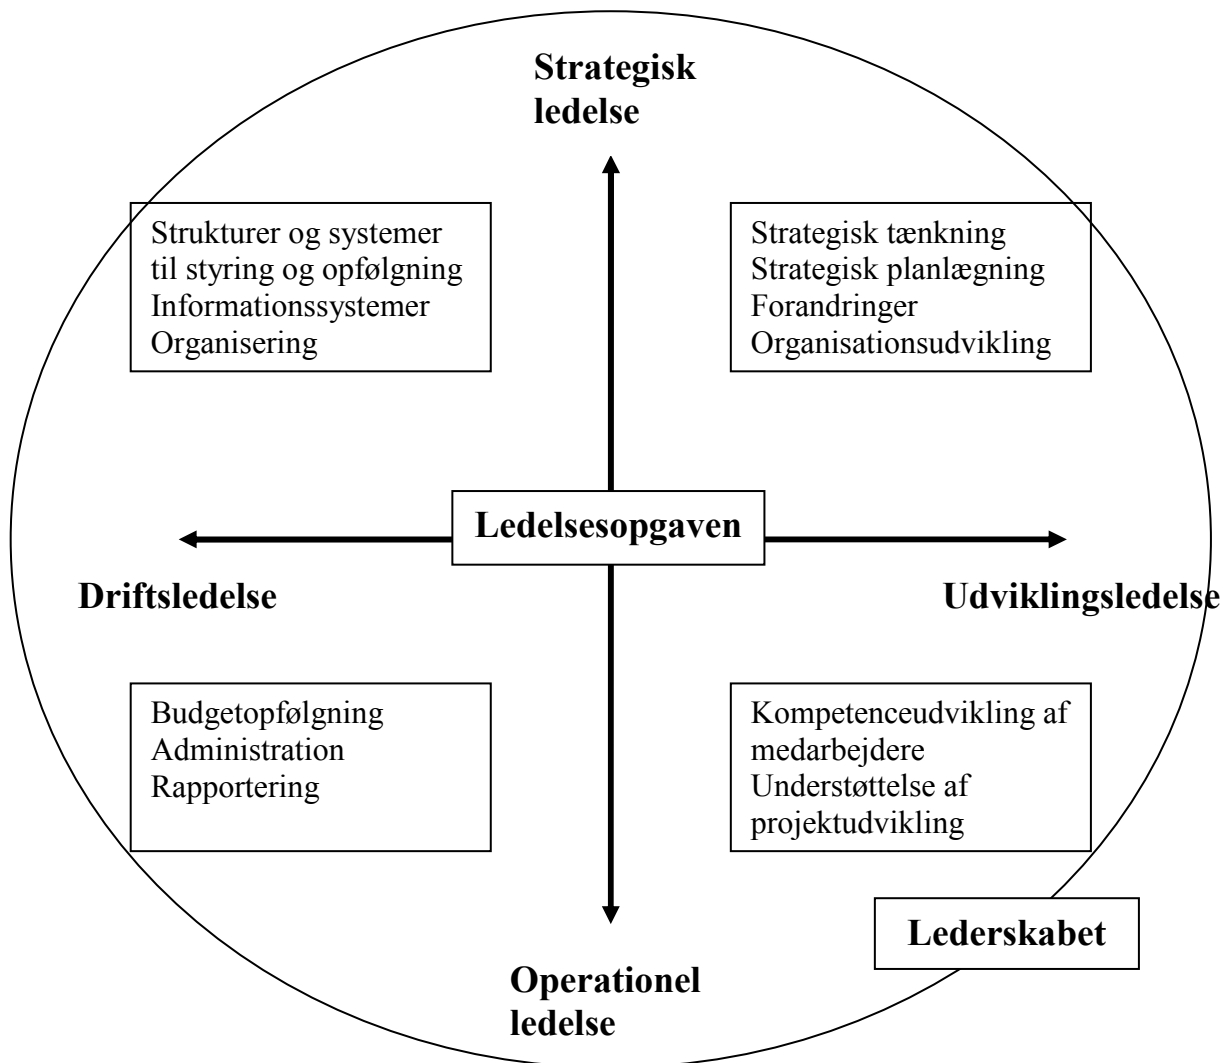 Strategisk
ledelse
Strukturer og systemer
til styring og opfølgning
Informationssystemer
Organisering
Strategisk tænkning
Strategisk planlægning
Forandringer
Organisationsudvikling
Ledelsesopgaven
Driftsledelse
Udviklingsledelse
Budgetopfølgning
Administration
Rapportering
Kompetenceudvikling af
medarbejdere
Understøttelse af
projektudvikling
Lederskabet
Operationel
ledelse